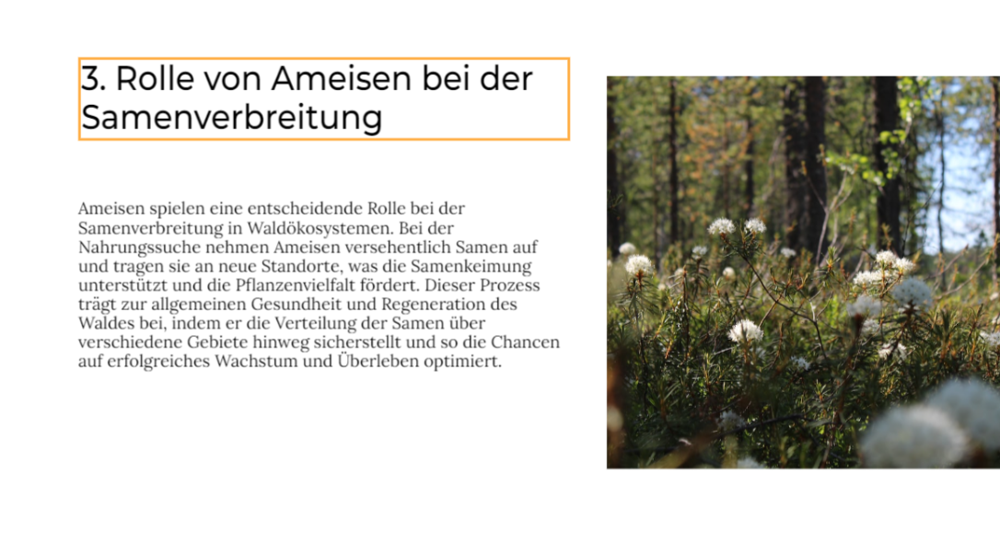 3. Rolle von Ameisen bei der
Samenverbreitung
Ameisen spielen eine entscheidende Rolle bei der
Samenverbreitung in Waldökosystemen. Bei der
Nahrungssuche nehmen Ameisen versehentlich Samen auf
und tragen sie an neue Standorte, was die Samenkeimung
unterstützt und die Pflanzenvielfalt fördert. Dieser Prozess
trägt zur allgemeinen Gesundheit und Regeneration des
Waldes bei, indem er die Verteilung der Samen über
verschiedene Gebiete hinweg sicherstellt und so die Chancen
auf erfolgreiches Wachstum und Überleben optimiert.